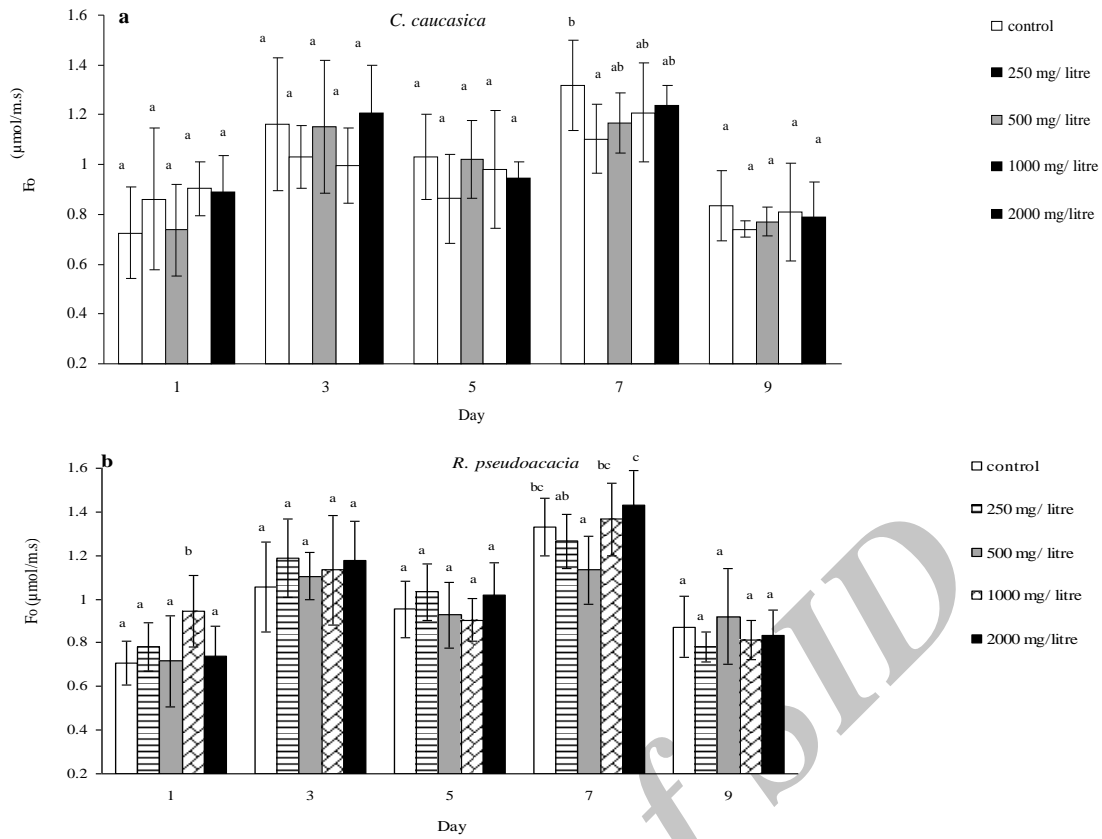 a
C. caucasica
1.6
1.4
1.2
1
0.8
0.6
0.4
0.2
Fo (µmol/m.s)
b
a a a a a
a a a a a
a a a a a
a ab ab ab
a a a a a
1 3 5 7 9
Day
control
250 mg/ litre
500 mg/ litre
1000 mg/ litre
2000 mg/litre
b
R. pseudoacacia
1.6
1.4
1.2
1
0.8
0.6
0.4
0.2
Fo (µmol/m.s)
a a a b a
a a a a a
a a a a a
bc ab a bc c
a a a a a
1 3 5 7 9
Day
control
250 mg/ litre
500 mg/ litre
1000 mg/ litre
2000 mg/litre
f SID